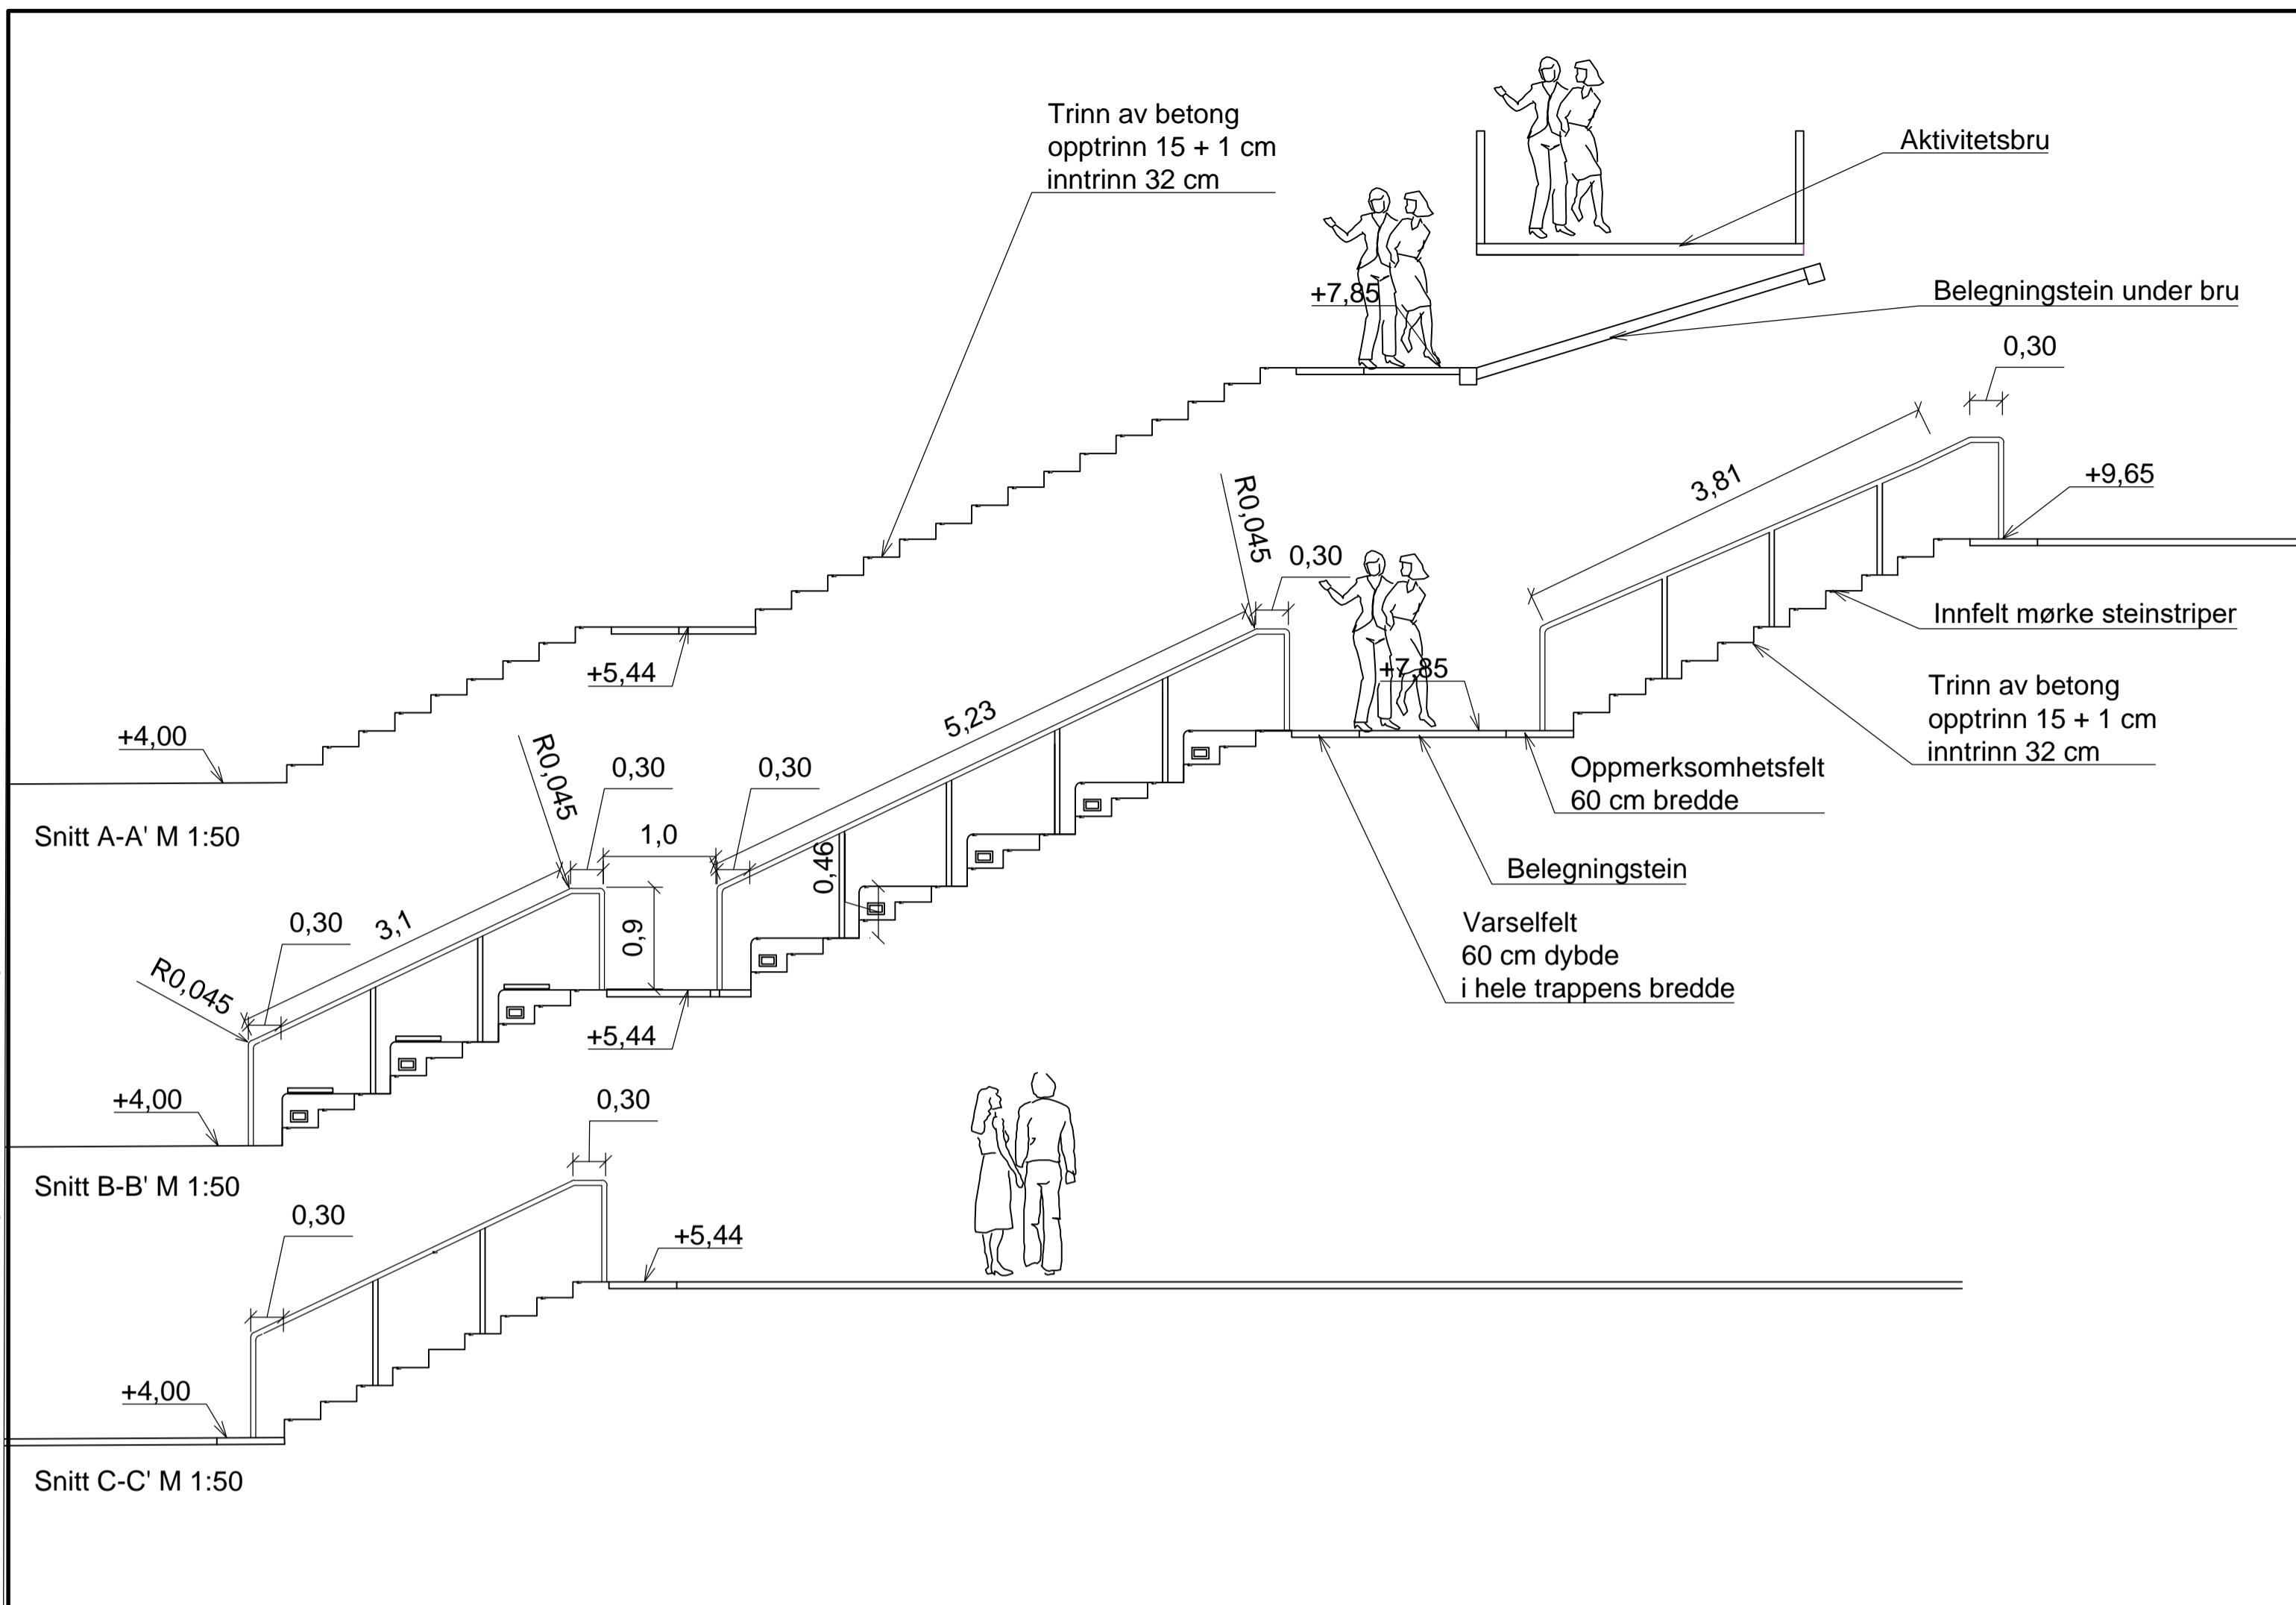 Trinn av betong
opptrinn 15 + 1 cm
inntrinn 32 cm
Aktivitetsbru
+7,85
Belegningstein under bru
0,30
+5,44
+4,00
Snitt A-A' M 1:50
3,81
+9,65
R0,045
0,30
Innfelt mørke steinstriper
+7,85
Trinn av betong
opptrinn 15 + 1 cm
inntrinn 32 cm
5,23
R0,045
0,30
0,30
1,0
0,46
Oppmerksomhetsfelt
60 cm bredde
Belegningstein
Varselfelt
60 cm dybde
i hele trappens bredde
3,1
0,30
0,9
R0,045
+5,44
+4,00
Snitt B-B' M 1:50
0,30
0,30
+5,44
+4,00
Snitt C-C' M 1:50